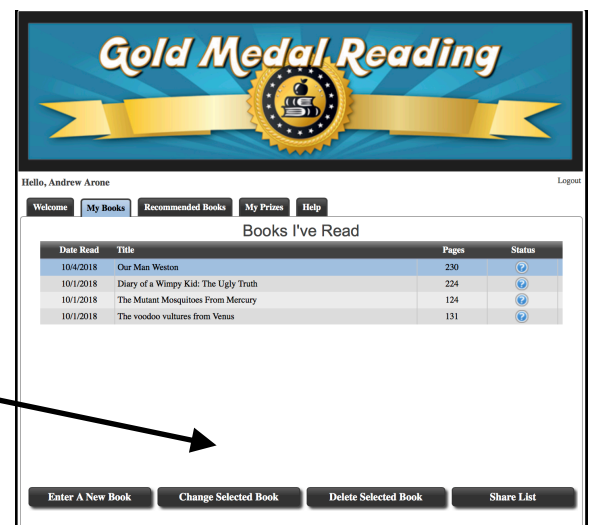 Gold Medal Reading
Hello, Andrew Arone Logout
Welcome My Books Recommended Books My Prizes Help
Books I've Read
Date Read Title Pages Status
10/4/2018 Our Man Weston 230 ?
10/1/2018 Diary of a Wimpy Kid: The Ugly Truth 224 ?
10/1/2018 The Mutant Mosquitoes From Mercury 124 ?
10/1/2018 The voodoo vultures from Venus 131 ?
Enter A New Book Change Selected Book Delete Selected Book Share List